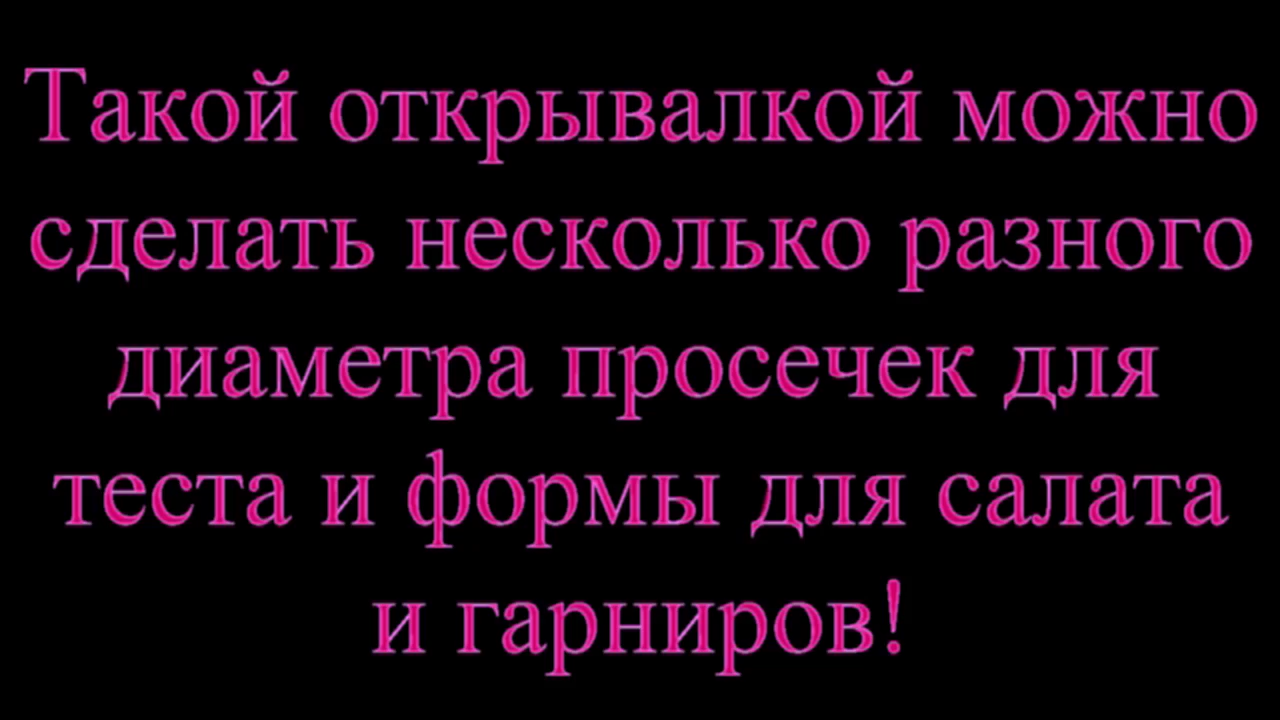 Такой открывалкой можно
сделать несколько разного
диаметра просечек для
теста и формы для салата
и гарниров!